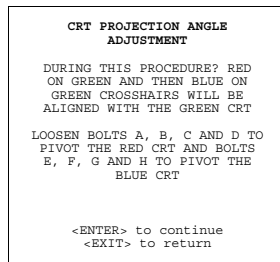 CRT PROJECTION ANGLE
ADJUSTMENT
DURING THIS PROCEDURE? RED
ON GREEN AND THEN BLUE ON
GREEN CROSSHAIRS WILL BE
ALIGNED WITH THE GREEN CRT
LOOSEN BOLTS A, B, C AND D TO
PIVOT THE RED CRT AND BOLTS
E, F, G AND H TO PIVOT THE
BLUE CRT
<ENTER> to continue
<EXIT> to return